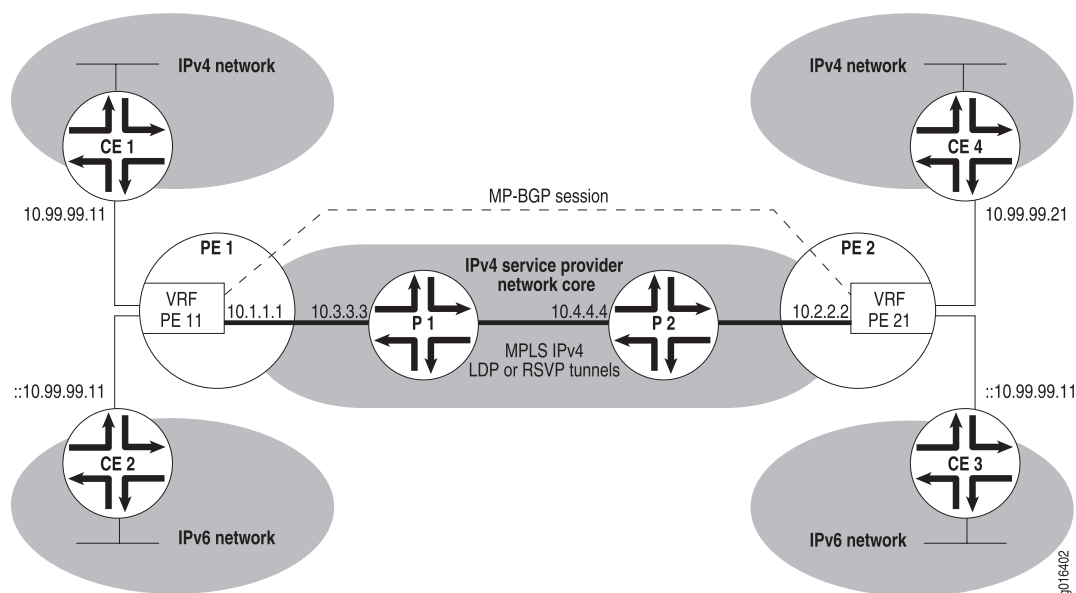 IPv4 network
IPv4 network
CE 1
CE 4
10.99.99.11
MP-BGP session
10.99.99.21
PE 1
PE 2
IPv4 service provider
network core
VRF
PE 11
10.1.1.1
10.3.3.3
P 1
10.4.4.4
P 2
10.2.2.2
VRF
PE 21
MPLS IPv4
LDP or RSVP tunnels
::10.99.99.11
::10.99.99.11
CE 2
CE 3
IPv6 network
IPv6 network
g016402